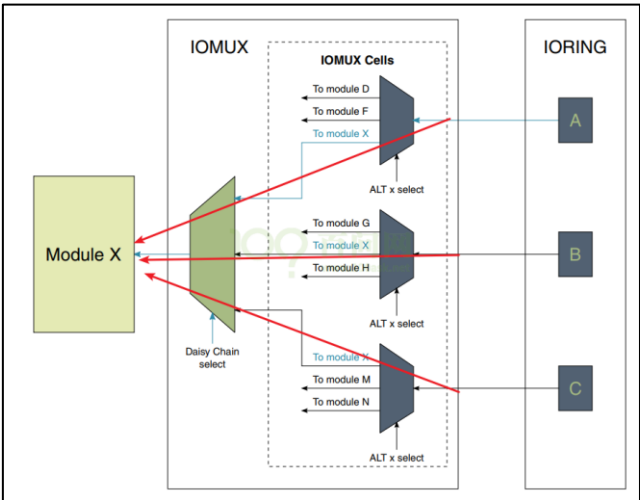 IOMUX
IORING
IOMUX Cells
To module D
To module F
To module X
A
ALT x select
To module G
Module X
To module X
B
To module H
ALT x select
Daisy Chain
select
To module X
To module M
C
To module N
ALT x select